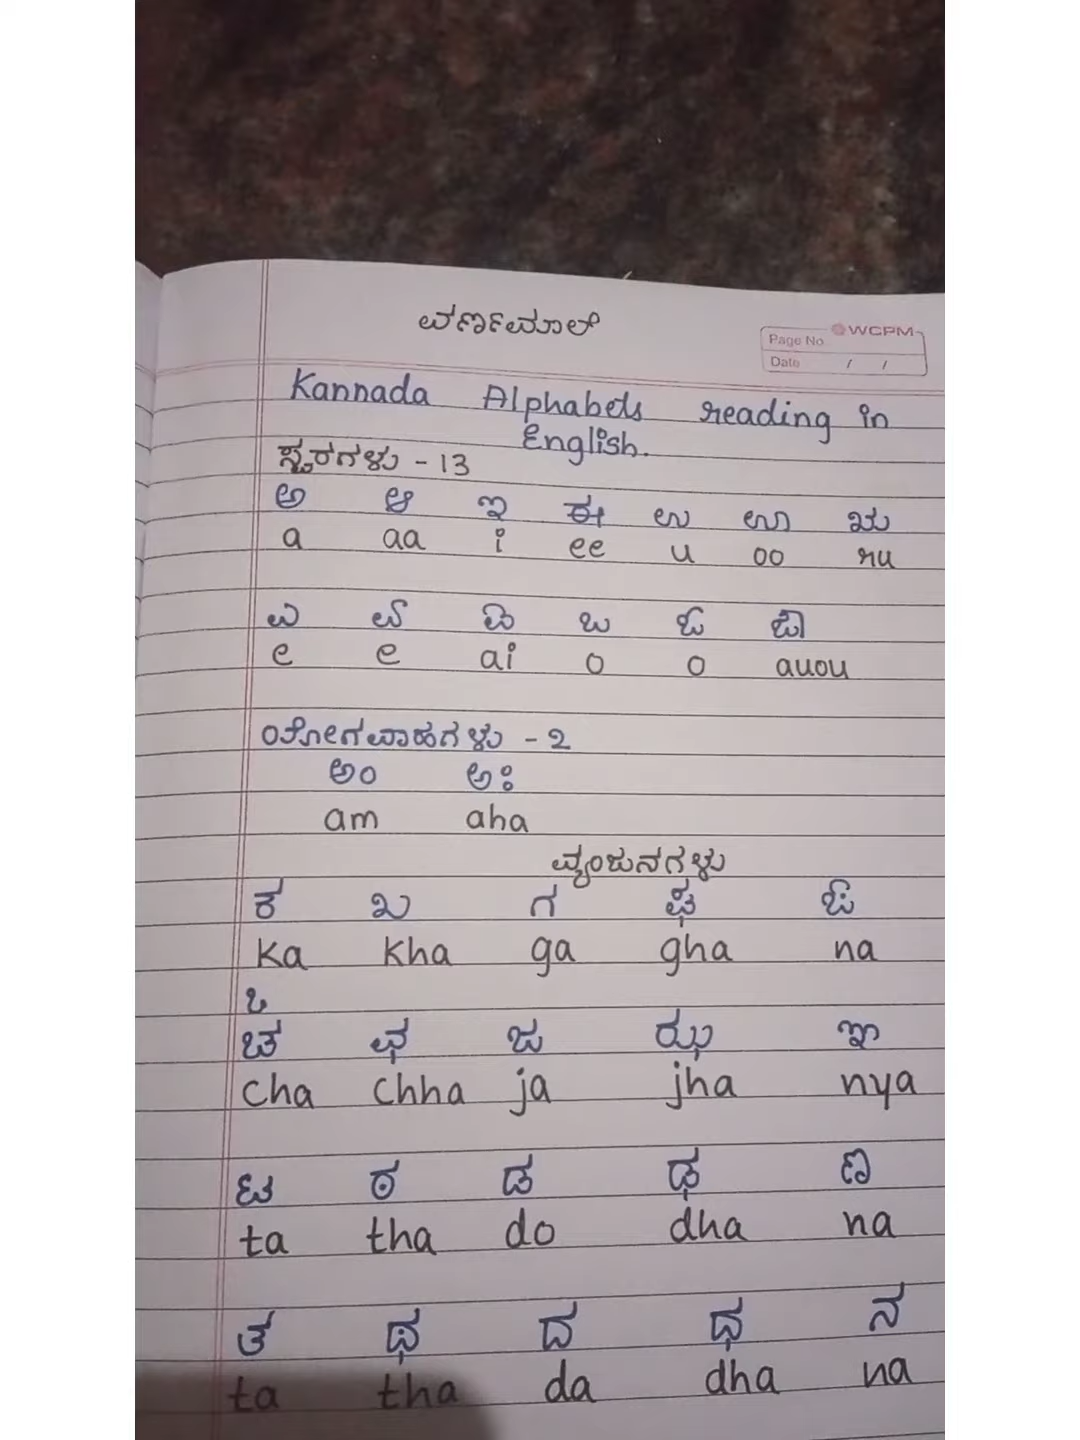 ವರ್ಣಮಾಲೆ
WCPM
Page No
Date / /
Kannada Alphabets reading in
English.
ಸ್ವರಗಳು - 13
ಅ ಆ ಇ ಈ ಉ ಊ ಋ
a aa i ee u oo ru
ಎ ಏ ಐ ಒ ಓ ಔ
e e ai o o auou
ಯೋಗವಾಹಗಳು - ೨
ಅಂ ಅಃ
am aha
ವ್ಯಂಜನಗಳು
ಕ ಖ ಗ ಘ ಙ
ka kha ga gha na
ಚ ಛ ಜ ಝ ಞ
cha chha ja jha nya
ಟ ಠ ಡ ಢ ಣ
ta tha do dha na
ತ ಥ ದ ಧ ನ
ta tha da dha na